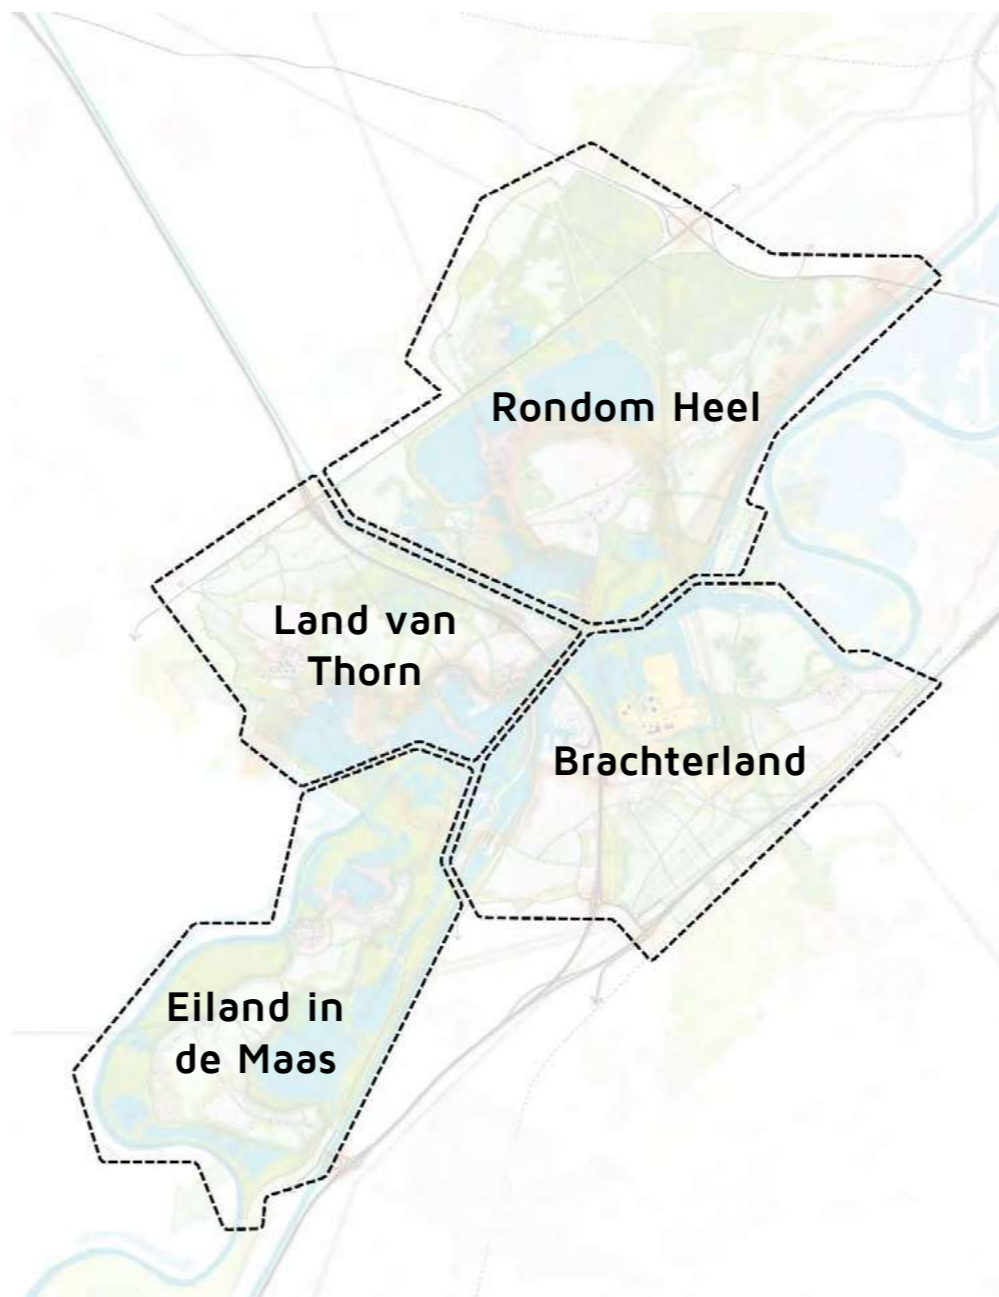 Rondom Heel
Land van
Thorn
Brachterland
Eiland in
de Maas